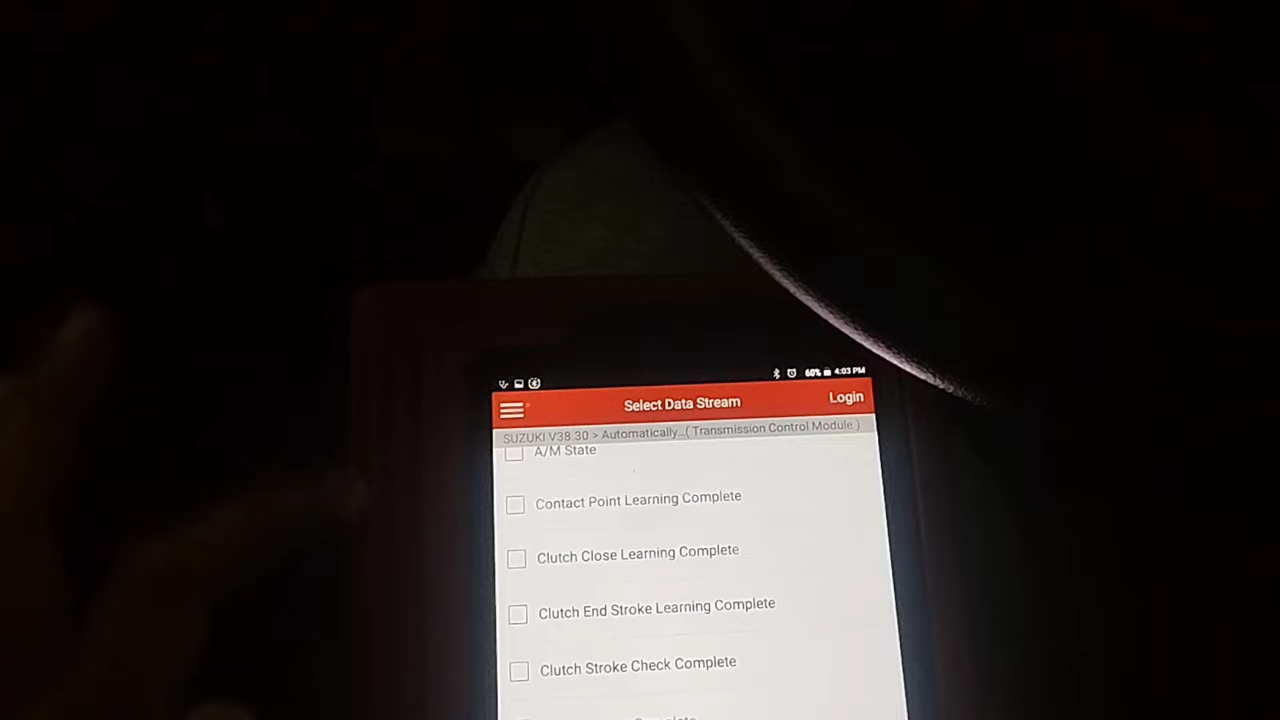 60% 4:03 PM
Select Data Stream
Login
SUZUKI V38.30 > Automatically...( Transmission Control Module )
A/M State
Contact Point Learning Complete
Clutch Close Learning Complete
Clutch End Stroke Learning Complete
Clutch Stroke Check Complete
Complete